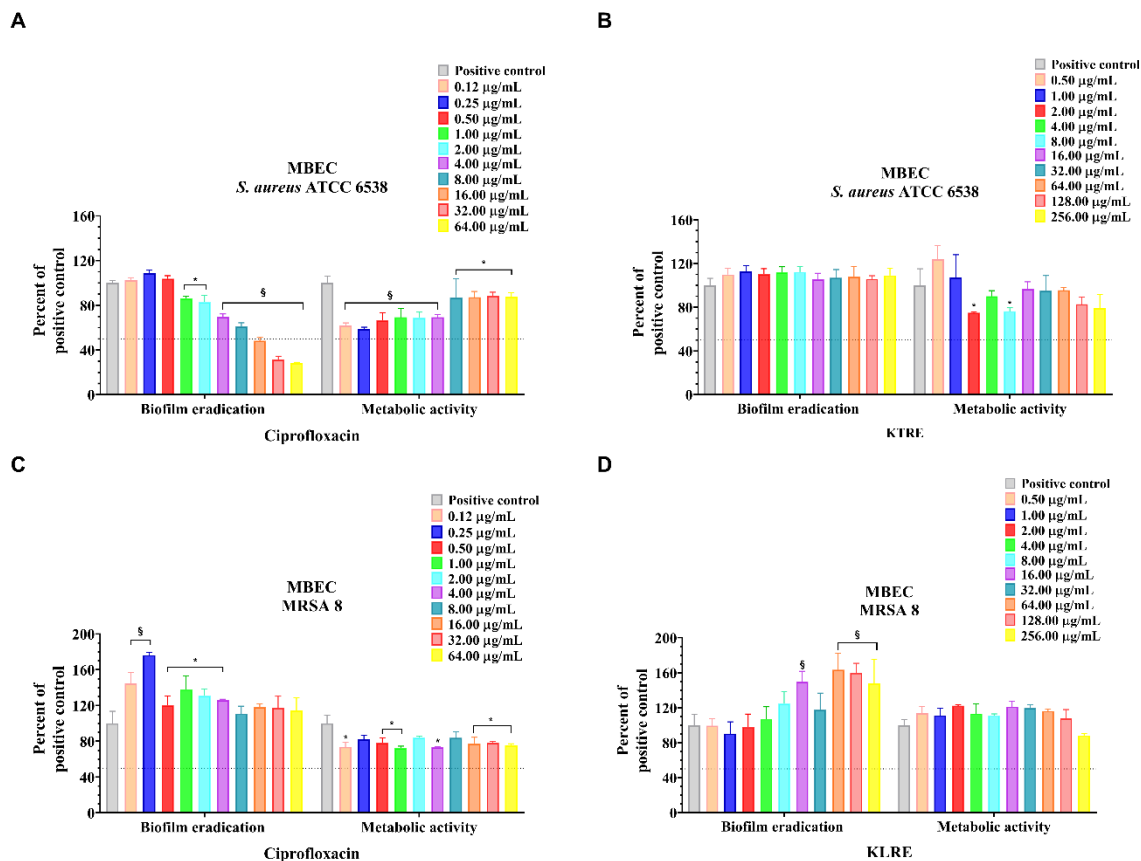 A
Positive control
0.12 µg/mL
0.25 µg/mL
0.50 µg/mL
1.00 µg/mL
2.00 µg/mL
4.00 µg/mL
8.00 µg/mL
16.00 µg/mL
32.00 µg/mL
64.00 µg/mL
MBEC
S. aureus ATCC 6538
Percent of
positive control
160
120
80
40
0
*
§
§
*
Biofilm eradication
Metabolic activity
Ciprofloxacin
B
Positive control
0.50 µg/mL
1.00 µg/mL
2.00 µg/mL
4.00 µg/mL
8.00 µg/mL
16.00 µg/mL
32.00 µg/mL
64.00 µg/mL
128.00 µg/mL
256.00 µg/mL
MBEC
S. aureus ATCC 6538
Percent of
positive control
160
120
80
40
0
*
*
Biofilm eradication
Metabolic activity
KTRE
C
Positive control
0.12 µg/mL
0.25 µg/mL
0.50 µg/mL
1.00 µg/mL
2.00 µg/mL
4.00 µg/mL
8.00 µg/mL
16.00 µg/mL
32.00 µg/mL
64.00 µg/mL
MBEC
MRSA 8
Percent of
positive control
200
160
120
80
40
0
§
*
*
*
*
*
Biofilm eradication
Metabolic activity
Ciprofloxacin
D
Positive control
0.50 µg/mL
1.00 µg/mL
2.00 µg/mL
4.00 µg/mL
8.00 µg/mL
16.00 µg/mL
32.00 µg/mL
64.00 µg/mL
128.00 µg/mL
256.00 µg/mL
MBEC
MRSA 8
Percent of
positive control
200
160
120
80
40
0
§
§
Biofilm eradication
Metabolic activity
KLRE